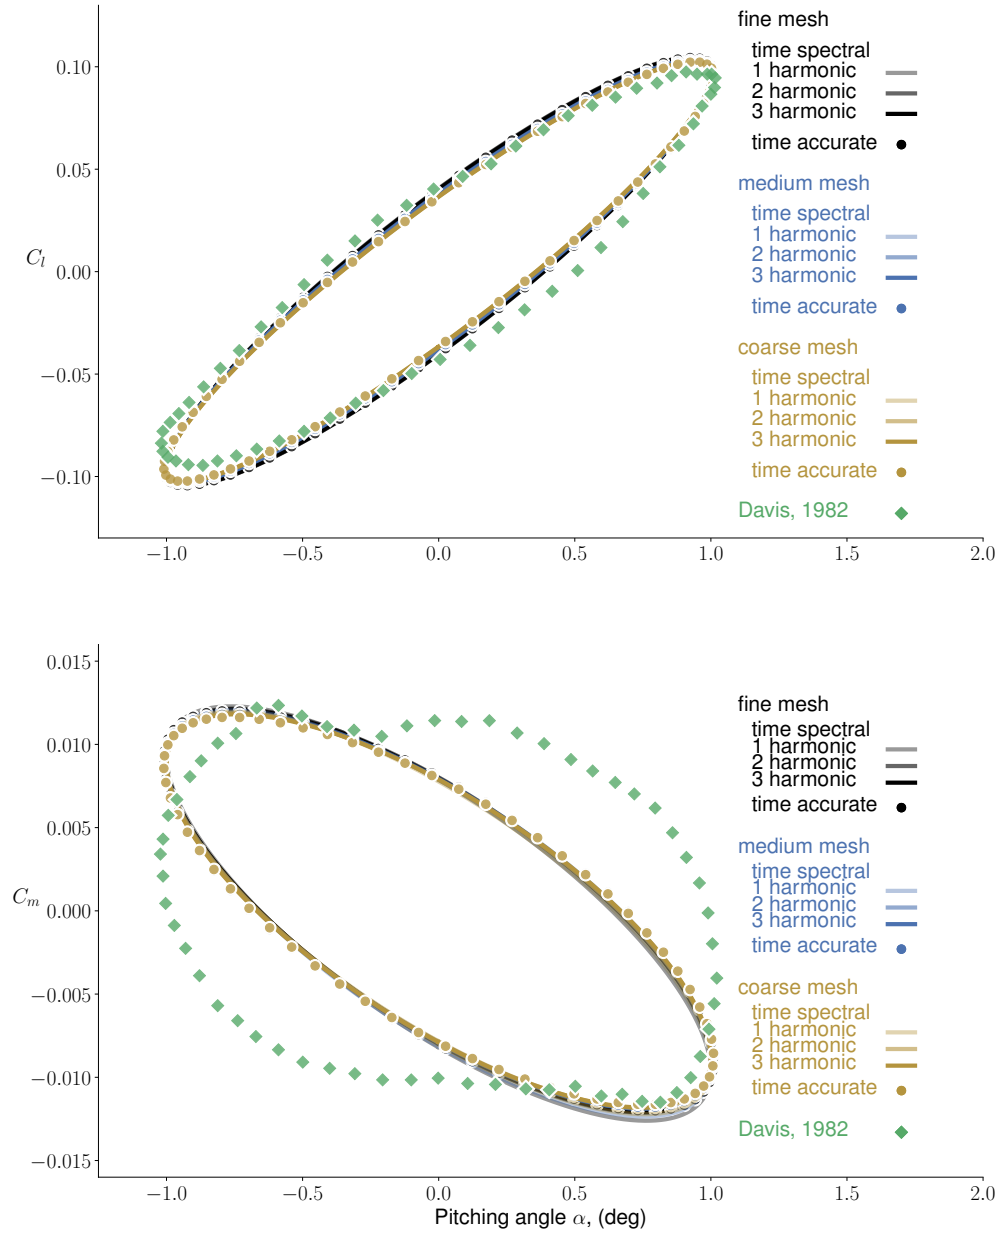 fine mesh
time spectral
1 harmonic
2 harmonic
3 harmonic
time accurate
medium mesh
time spectral
1 harmonic
2 harmonic
3 harmonic
time accurate
coarse mesh
time spectral
1 harmonic
2 harmonic
3 harmonic
time accurate
Davis, 1982
0.10
0.05
C_l 0.00
−0.05
−0.10
−1.0 −0.5 0.0 0.5 1.0 1.5 2.0
0.015
0.010
0.005
C_m 0.000
−0.005
−0.010
−0.015
fine mesh
time spectral
1 harmonic
2 harmonic
3 harmonic
time accurate
medium mesh
time spectral
1 harmonic
2 harmonic
3 harmonic
time accurate
coarse mesh
time spectral
1 harmonic
2 harmonic
3 harmonic
time accurate
Davis, 1982
−1.0 −0.5 0.0 0.5 1.0 1.5 2.0
Pitching angle α, (deg)